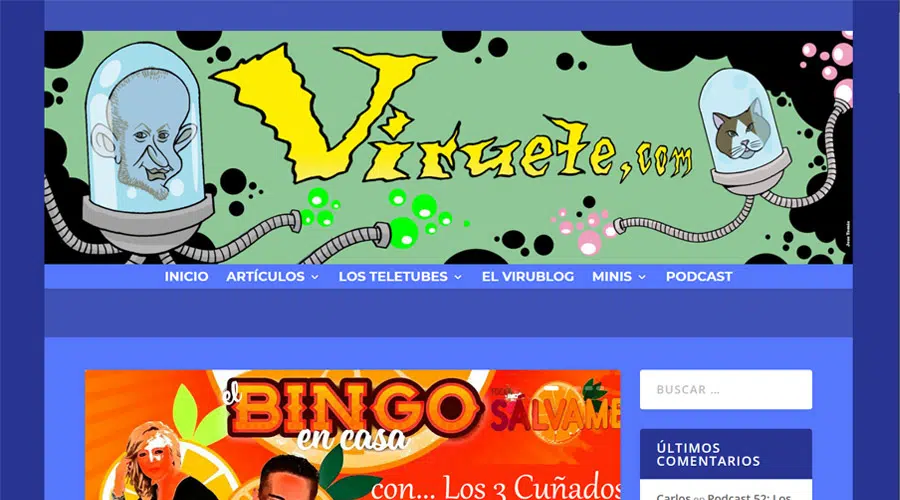 Viruete.com
INICIO ARTÍCULOS LOS TELETUBES EL VIRUBLOG MINIS PODCAST
el
BINGO
en casa
SALVAME
con... Los 3 Cuñados
BUSCAR …
ÚLTIMOS
COMENTARIOS
Carlos en Podcast 52: Los